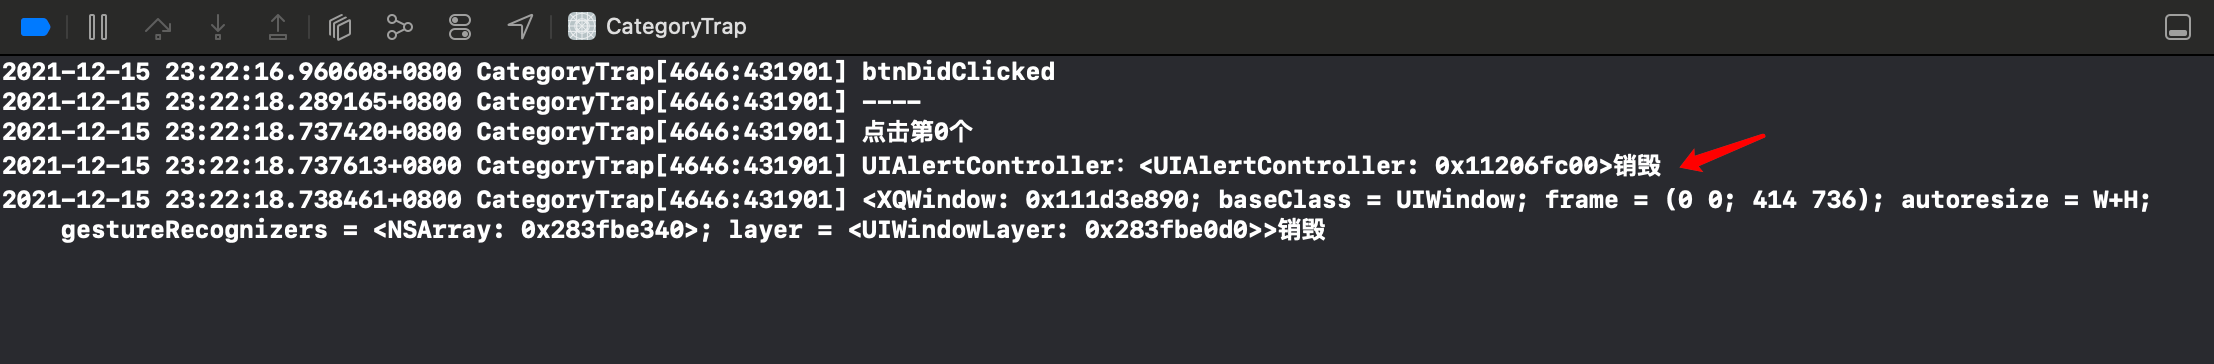 CategoryTrap
2021-12-15 23:22:16.960608+0800 CategoryTrap[4646:431901] btnDidClicked
2021-12-15 23:22:18.289165+0800 CategoryTrap[4646:431901] ----
2021-12-15 23:22:18.737420+0800 CategoryTrap[4646:431901] 点击第0个
2021-12-15 23:22:18.737613+0800 CategoryTrap[4646:431901] UIAlertController：<UIAlertController: 0x11206fc00>销毁
2021-12-15 23:22:18.738461+0800 CategoryTrap[4646:431901] <XQWindow: 0x111d3e890; baseClass = UIWindow; frame = (0 0; 414 736); autoresize = W+H;
gestureRecognizers = <NSArray: 0x283fbe340>; layer = <UIWindowLayer: 0x283fbe0d0>>销毁